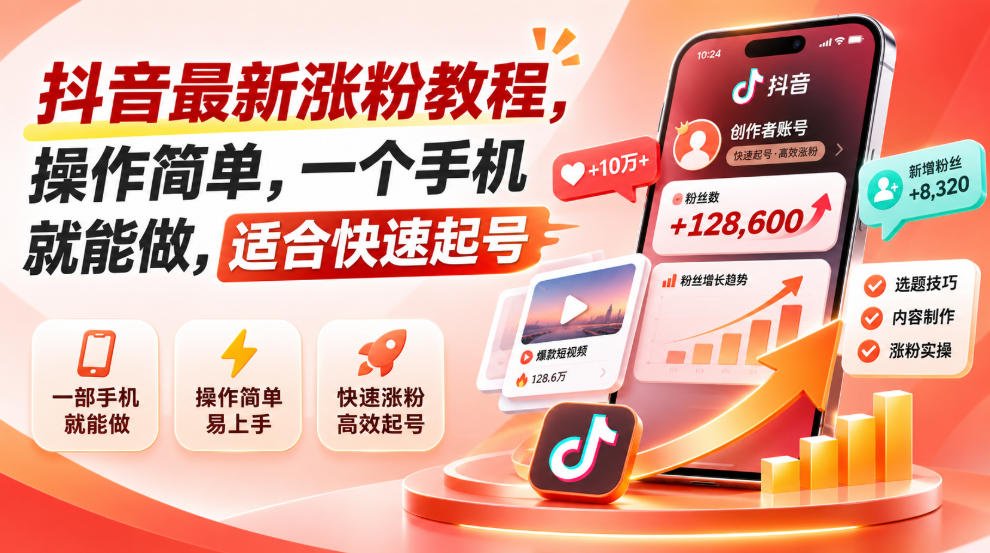 抖音最新涨粉教程，
操作简单，一个手机
就能做，适合快速起号
一部手机
就能做
操作简单
易上手
快速涨粉
高效起号
10:24
抖音
创作者账号
快速起号·高效涨粉
+10万+
新增粉丝
+8,320
粉丝数
+128,600
粉丝增长趋势
爆款短视频
128.6万
选题技巧
内容制作
涨粉实操